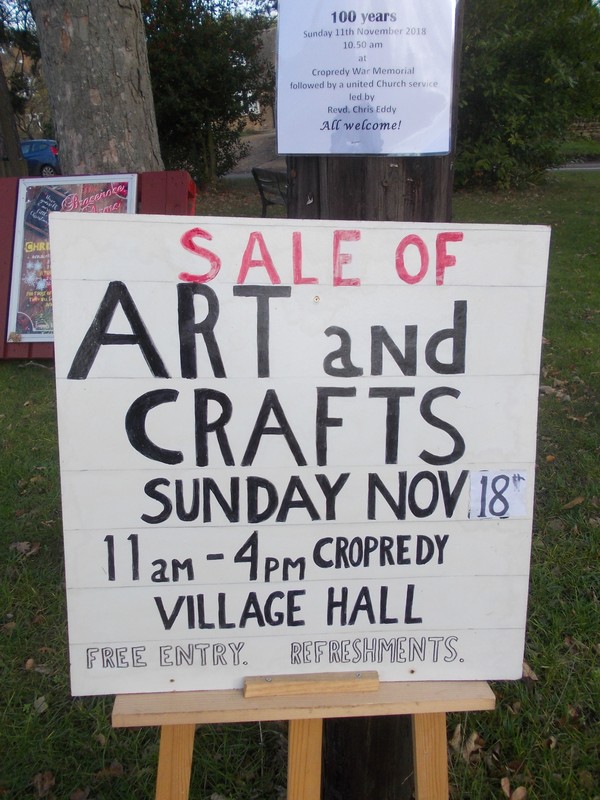 100 years
Sunday 11th November 2018
10.50 am
at
Cropredy War Memorial
followed by a united Church service
led by
Revd. Chris Eddy
All welcome!
SALE OF
ART and
CRAFTS
SUNDAY NOV 18th
11am - 4pm CROPREDY
VILLAGE HALL
FREE ENTRY. REFRESHMENTS.